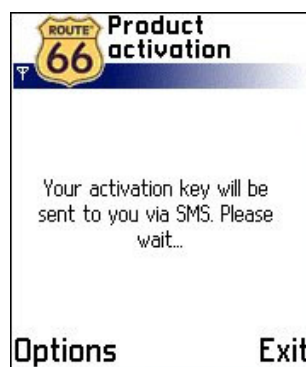 ROUTE
66
Product
activation
Your activation key will be
sent to you via SMS. Please
wait...
Options Exit